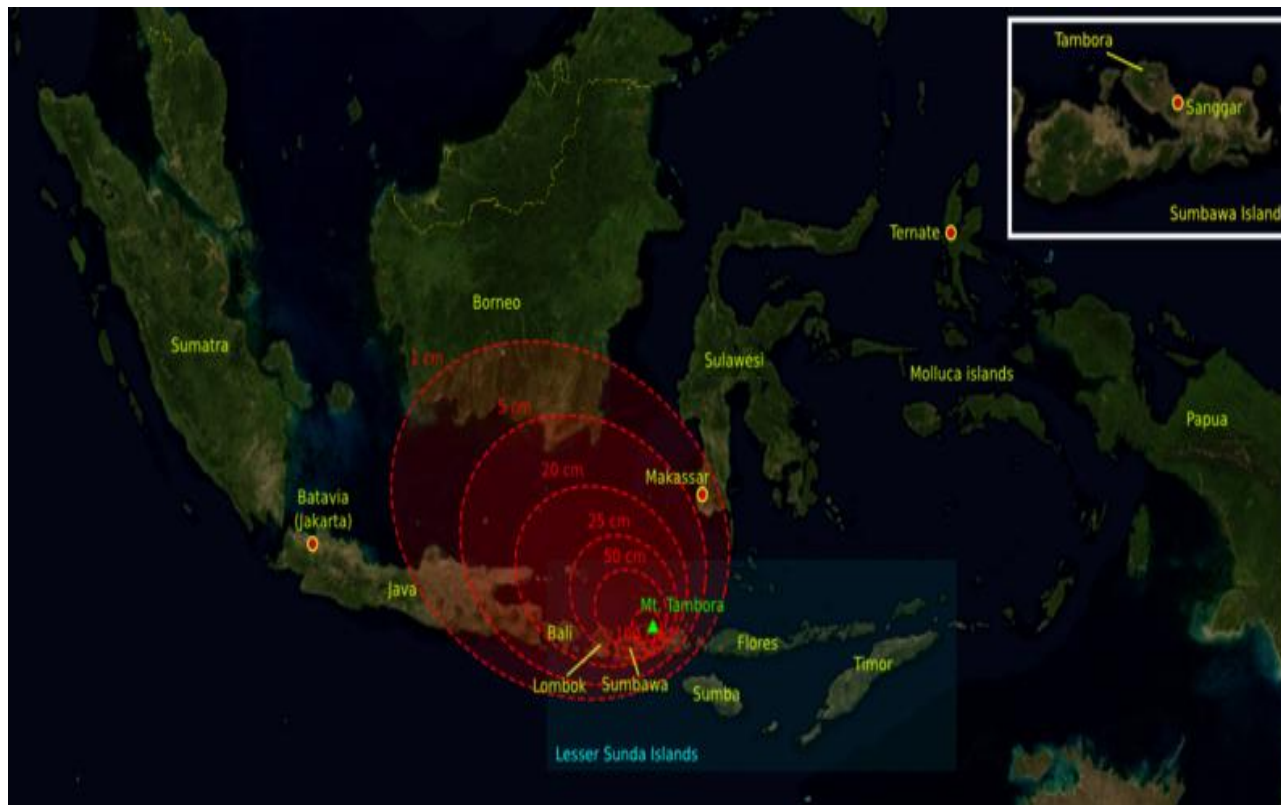 Tambora
Sanggar
Sumbawa Island
Ternate
Borneo
Sumatra
1 cm
Sulawesi
Molluca islands
5 cm
Papua
20 cm
Makassar
Batavia
(Jakarta)
25 cm
50 cm
Java
Mt. Tambora
Bali
Flores
Timor
Lombok
Sumbawa
Sumba
Lesser Sunda Islands